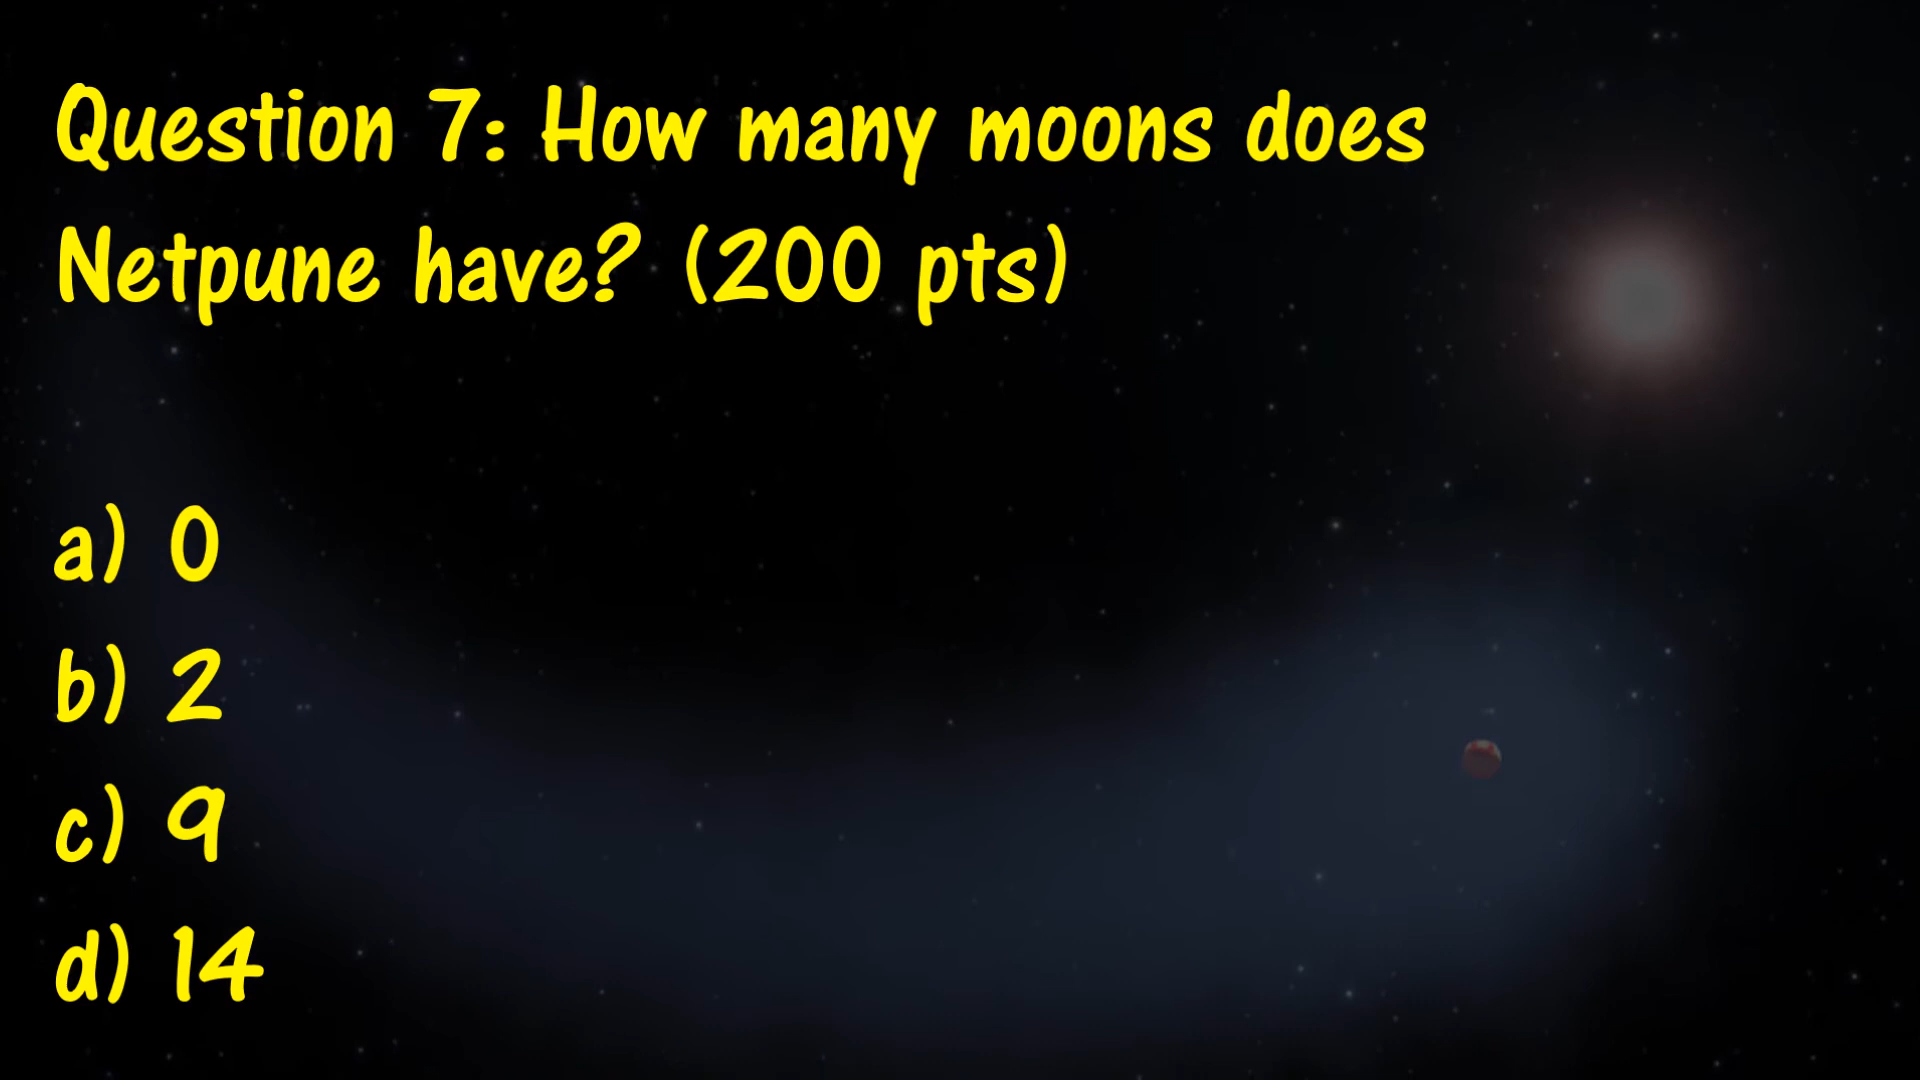 Question 7: How many moons does
Netpune have? (200 pts)
a) 0
b) 2
c) 9
d) 14